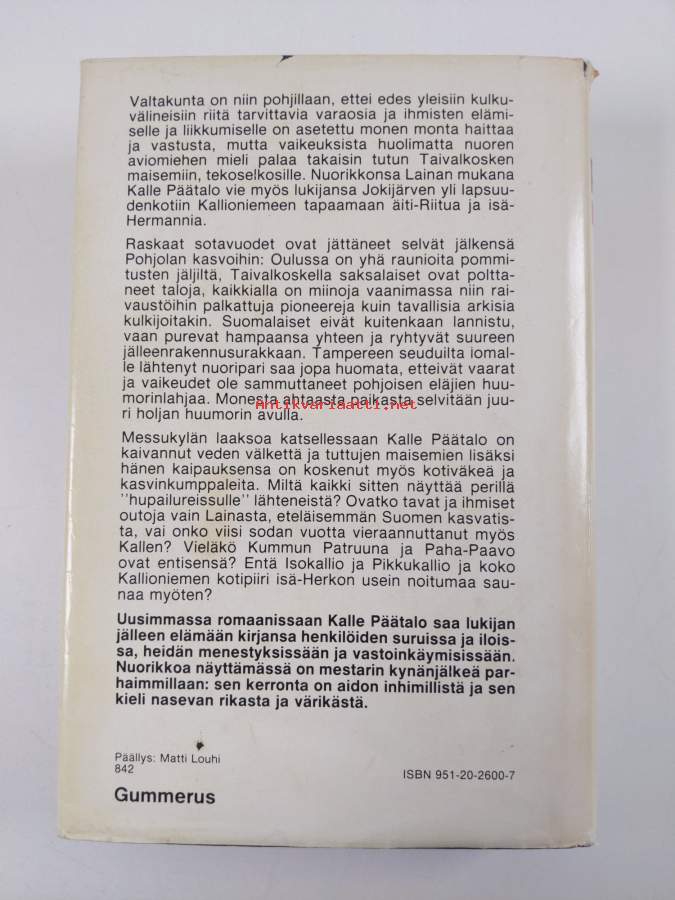 Valtakunta on niin pohjillaan, ettei edes yleisiin kulku-
välineisiin riitä tarvittavia varaosia ja ihmisten elämi-
selle ja liikkumiselle on asetettu monen monta haittaa
ja vastusta, mutta vaikeuksista huolimatta nuoren
aviomiehen mieli palaa takaisin tutun Taivalkosken
maisemiin, tekoselkosille. Nuorikkonsa Lainan mukana
Kalle Päätalo vie myös lukijansa Jokijärven yli lapsuu-
denkotiin Kallioniemeen tapaamaan äiti-Riitua ja isä-
Hermannia.
Raskaat sotavuodet ovat jättäneet selvät jälkensä
Pohjolan kasvoihin: Oulussa on yhä raunioita pommi-
tusten jäljiltä, Taivalkoskella saksalaiset ovat poltta-
neet taloja, kaikkialla on miinoja vaanimassa niin rai-
vaustöihin palkattuja pioneereja kuin tavallisia arkisia
kulkijoitakin. Suomalaiset eivät kuitenkaan lannistu,
vaan purevat hampaansa yhteen ja ryhtyvät suureen
jälleenrakennusurakkaan. Tampereen seuduilta lomal-
le lähtenyt nuoripari saa jopa huomata, etteivät vaarat
ja vaikeudet ole sammuttaneet pohjoisen eläjien huu-
morinlahjaa. Monesta ahtaasta paikasta selvitään juu-
ri holjan huumorin avulla.
Antikvariaatti.net
Messukylän laaksoa katsellessaan Kalle Päätalo on
kaivannut veden välkettä ja tuttujen maisemien lisäksi
hänen kaipauksensa on koskenut myös kotiväkeä ja
kasvinkumppaleita. Miltä kaikki sitten näyttää perillä
"hupailureissulle" lähteneistä? Ovatko tavat ja ihmiset
outoja vain Lainasta, eteläisemmän Suomen kasvatis-
ta, vai onko viisi sodan vuotta vieraannuttanut myös
Kallen? Vieläkö Kummun Patruuna ja Paha-Paavo
ovat entisensä? Entä Isokallio ja Pikkukallio ja koko
Kallioniemen kotipiiri isä-Herkon usein noitumaa sau-
naa myöten?
Uusimmassa romaanissaan Kalle Päätalo saa lukijan
jälleen elämään kirjansa henkilöiden suruissa ja ilois-
sa, heidän menestyksissään ja vastoinkäymisissään.
Nuorikkoa näyttämässä on mestarin kynänjälkeä par-
haimmillaan: sen kerronta on aidon inhimillistä ja sen
kieli nasevan rikasta ja värikästä.
Päällys: Matti Louhi
842
ISBN 951-20-2600-7
Gummerus